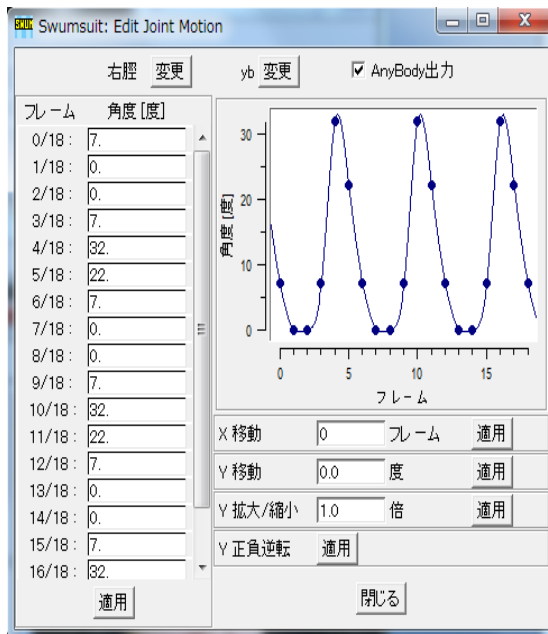 Swumsuit: Edit Joint Motion
右脛 変更 yb 変更 AnyBody出力
フレーム 角度[度]
0/18: 7.
1/18: 0.
2/18: 0.
3/18: 7.
4/18: 32.
5/18: 22.
6/18: 7.
7/18: 0.
8/18: 0.
9/18: 7.
10/18: 32.
11/18: 22.
12/18: 7.
13/18: 0.
14/18: 0.
15/18: 7.
16/18: 32.
適用
角度[度]
30
20
10
0
0 5 10 15
フレーム
X 移動 0 フレーム 適用
Y 移動 0.0 度 適用
Y 拡大/縮小 1.0 倍 適用
Y 正負逆転 適用
閉じる